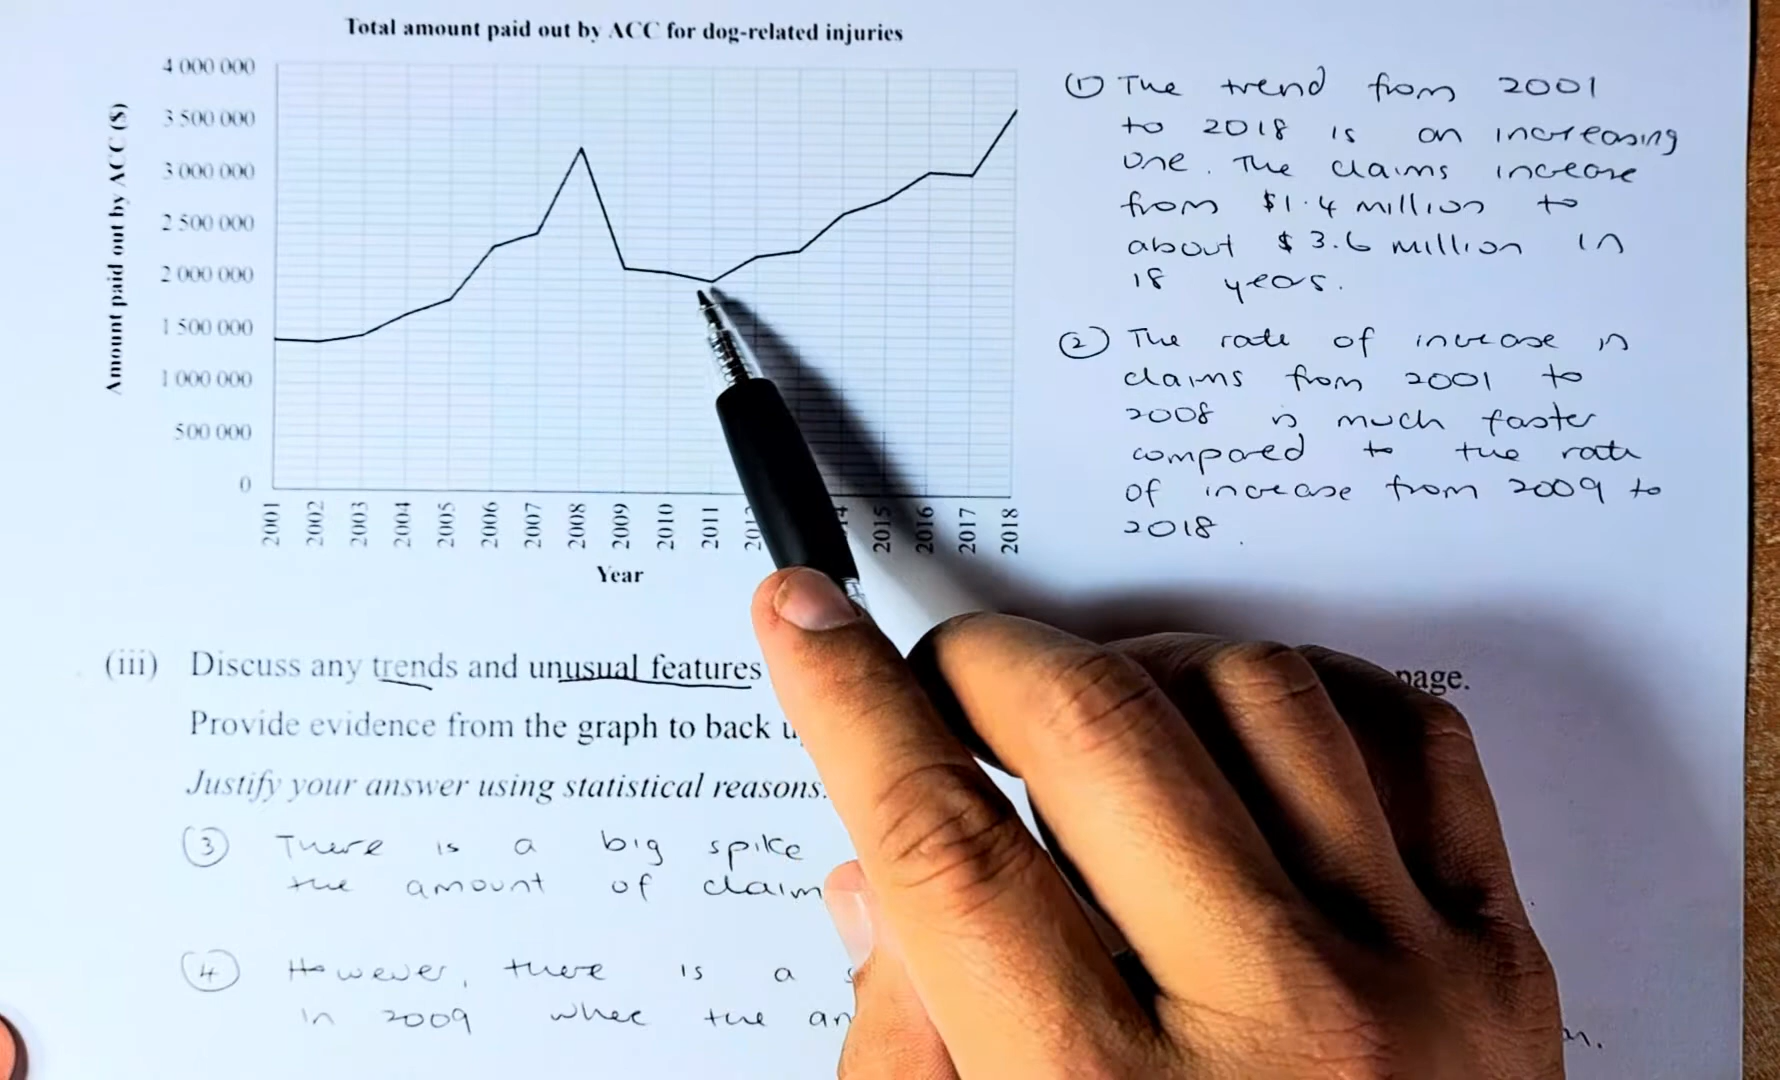 Total amount paid out by ACC for dog-related injuries
Amount paid out by ACC ($)
4 000 000
3 500 000
3 000 000
2 500 000
2 000 000
1 500 000
1 000 000
500 000
0
2001 2002 2003 2004 2005 2006 2007 2008 2009 2010 2011 2015 2016 2017 2018
Year
① The trend from 2001
to 2018 is an increasing
one. The claims increase
from $1.4 million to
about $3.6 million in
18 years.
② The rate of increase in
claims from 2001 to
2008 is much faster
compared to the rate
of increase from 2009 to
2018.
(iii) Discuss any trends and unusual features page.
Provide evidence from the graph to back
Justify your answer using statistical reasons.
③ There is a big spike
the amount of claim
④ However, there is a
in 2009 where the